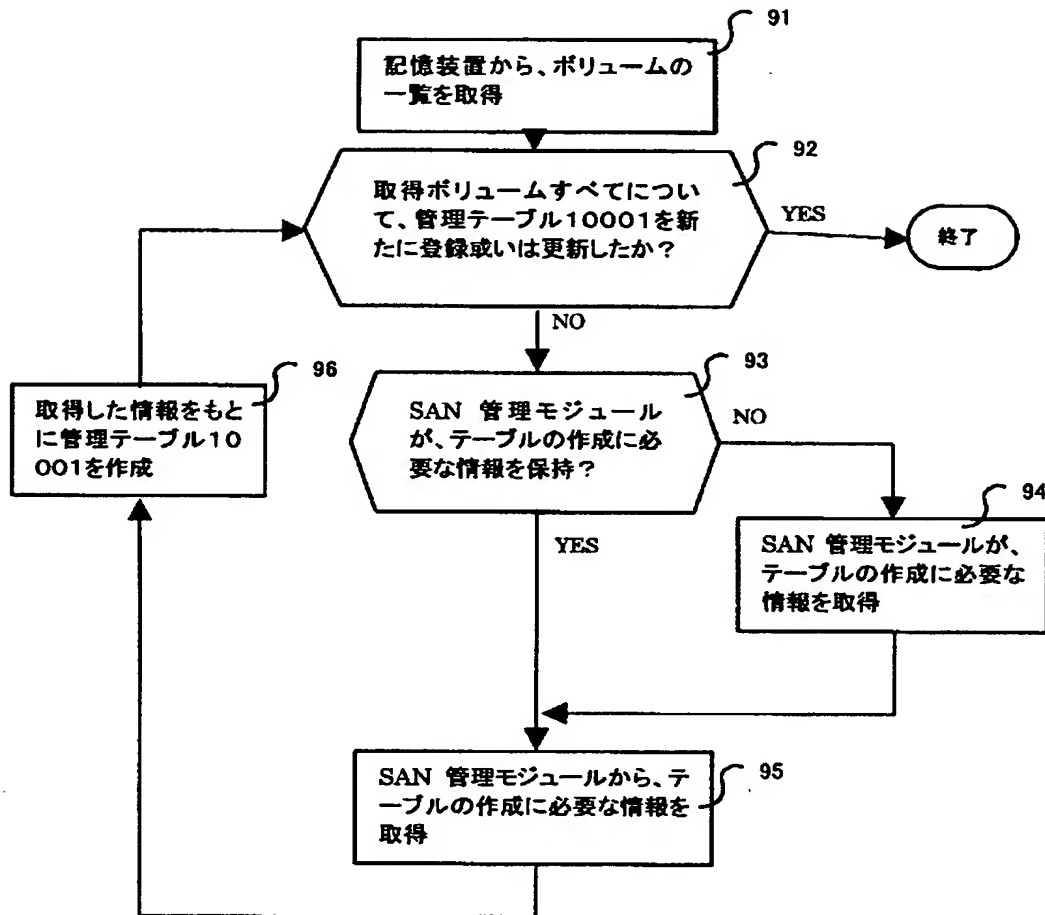 91
記憶装置から、ボリュームの
一覧を取得
92
取得ボリュームすべてについ
て、管理テーブル10001を新
たに登録或いは更新したか？
YES
終了
NO
93
SAN 管理モジュール
が、テーブルの作成に必
要な情報を保持？
NO
96
取得した情報をもと
に管理テーブル10
001を作成
94
SAN 管理モジュールが、
テーブルの作成に必要な
情報を取得
YES
95
SAN 管理モジュールから、テ
ーブルの作成に必要な情報を
取得